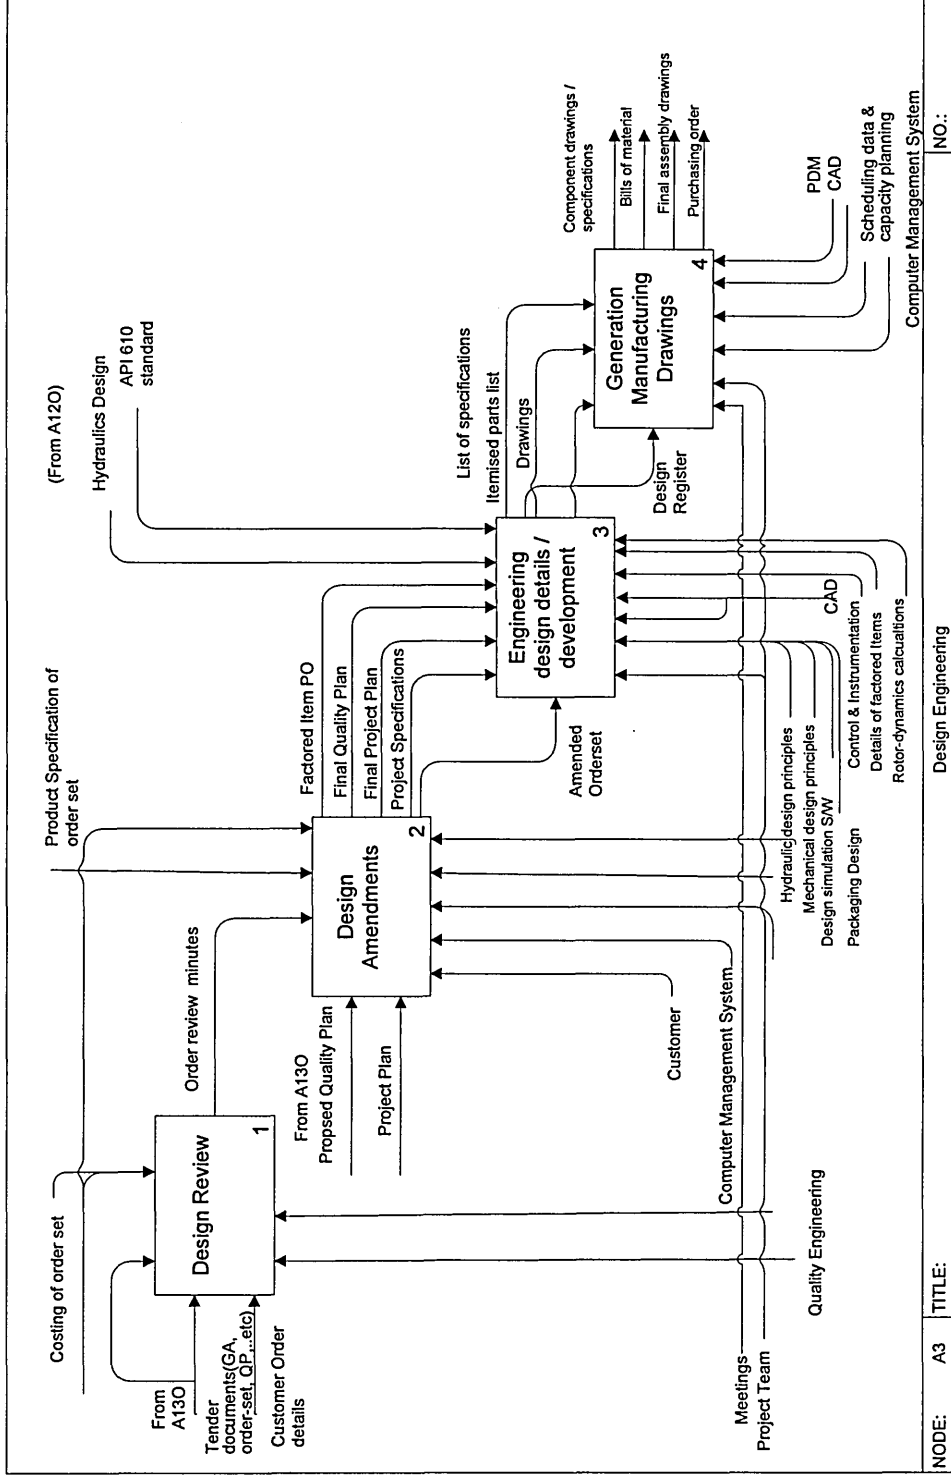 (From A12O)
Hydraulics Design
API 610
standard
Product Specification of
order set
Costing of order set
From
A13O
Tender
documents(GA,
order-set, QP,..etc)
Customer Order
details
Design Review
1
Order review minutes
From A13O
Propsed Quality Plan
Project Plan
Design
Amendments
2
Factored Item PO
Final Quality Plan
Final Project Plan
Project Specifications
Amended
Orderset
Engineering
design details /
development
3
List of specifications
Itemised parts list
Drawings
Design
Register
Generation
Manufacturing
Drawings
4
Component drawings /
specifications
Bills of material
Final assembly drawings
Purchasing order
PDM
CAD
Scheduling data &
capacity planning
Computer Management System
CAD
Control & Instrumentation
Details of factored Items
Rotor-dynamics calcualtions
Hydraulic design principles
Mechanical design principles
Design simulation S/W
Packaging Design
Customer
Computer Management System
Quality Engineering
Meetings
Project Team
NODE:
A3
TITLE:
Design Engineering
NO.: